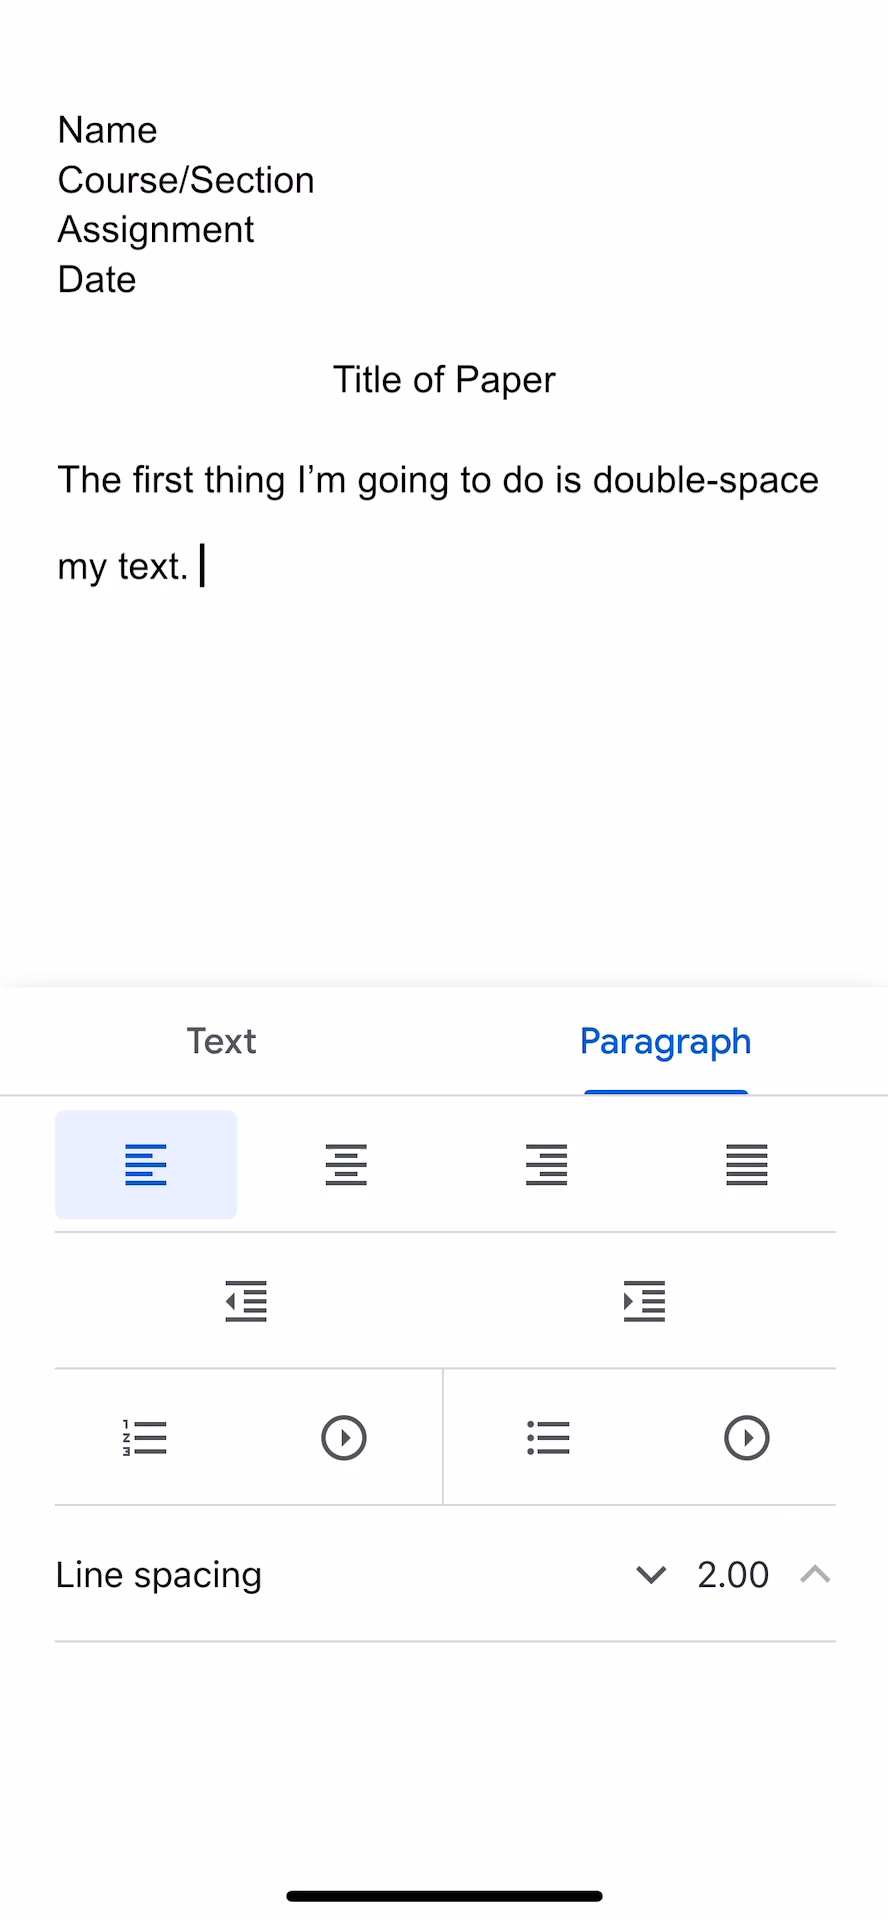 Name
Course/Section
Assignment
Date
Title of Paper
The first thing I’m going to do is double-space
my text.
Text
Paragraph
Line spacing
2.00